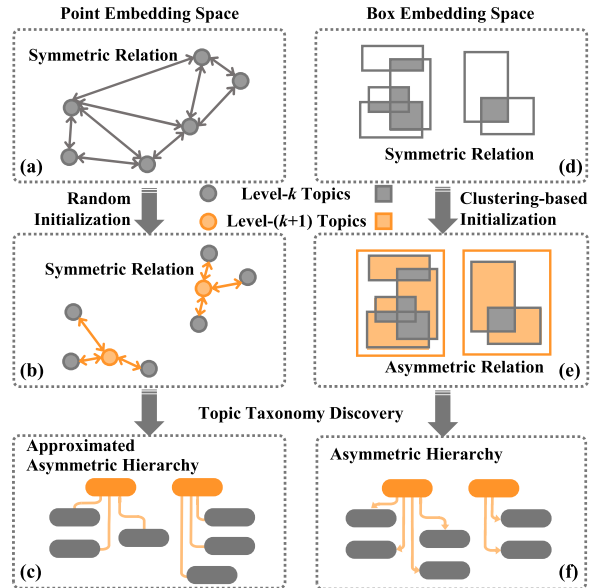 Point Embedding Space
Box Embedding Space
Symmetric Relation
(a)
Symmetric Relation
(d)
Random
Initialization
Level-k Topics
Level-(k+1) Topics
Clustering-based
Initialization
Symmetric Relation
(b)
Asymmetric Relation
(e)
Topic Taxonomy Discovery
Approximated
Asymmetric Hierarchy
(c)
Asymmetric Hierarchy
(f)